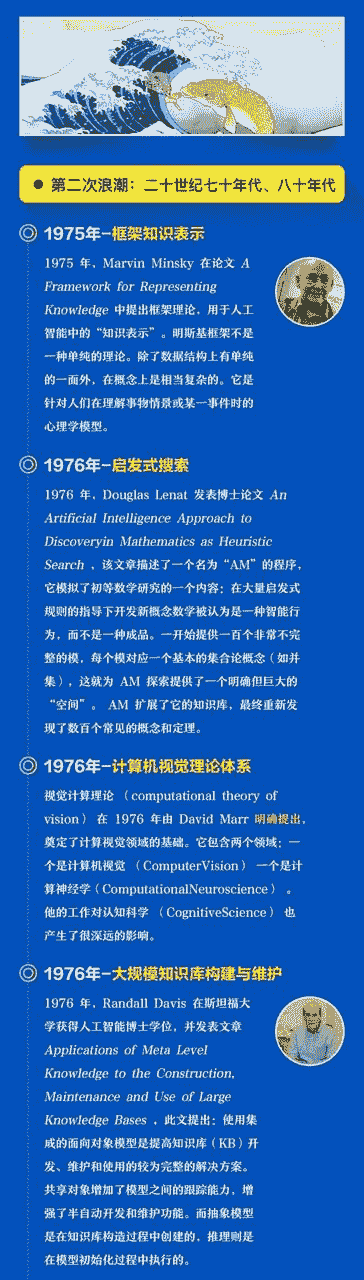 第二次浪潮：二十世纪七十年代、八十年代
1975年-框架知识表示
1975 年，Marvin Minsky 在论文 A
Framework for Representing
Knowledge 中提出框架理论，用于人工
智能中的“知识表示”。明斯基框架不是
一种单纯的理论。除了数据结构上有单纯
的一面外，在概念上是相当复杂的。它是
针对人们在理解事物情景或某一事件时的
心理学模型。
1976年-启发式搜索
1976 年，Douglas Lenat 发表博士论文 An
Artificial Intelligence Approach to
Discoveryin Mathematics as Heuristic
Search ，该文章描述了一个名为“AM”的程序，
它模拟了初等数学研究的一个内容；在大量启发式
规则的指导下开发新概念数学被认为是一种智能行
为，而不是一种成品。一开始提供一百个非常不完
整的模，每个模对应一个基本的集合论概念（如并
集），这就为 AM 探索提供了一个明确但巨大的
“空间”。 AM 扩展了它的知识库，最终重新发
现了数百个常见的概念和定理。
1976年-计算机视觉理论体系
视觉计算理论 （computational theory of
vision） 在 1976 年由 David Marr 明确提出，
奠定了计算视觉领域的基础。它包含两个领域；一
个是计算机视觉 （ComputerVision） 一个是计
算神经学（ComputationalNeuroscience） 。
他的工作对认知科学 （CognitiveScience） 也
产生了很深远的影响。
1976年-大规模知识库构建与维护
1976 年，Randall Davis 在斯坦福大
学获得人工智能博士学位，并发表文章
Applications of Meta Level
Knowledge to the Construction,
Maintenance and Use of Large
Knowledge Bases ，此文提出：使用集
成的面向对象模型是提高知识库（KB）开
发、维护和使用的较为完整的解决方案。
共享对象增加了模型之间的跟踪能力，增
强了半自动开发和维护功能。而抽象模型
是在知识库构造过程中创建的，推理则是
在模型初始化过程中执行的。